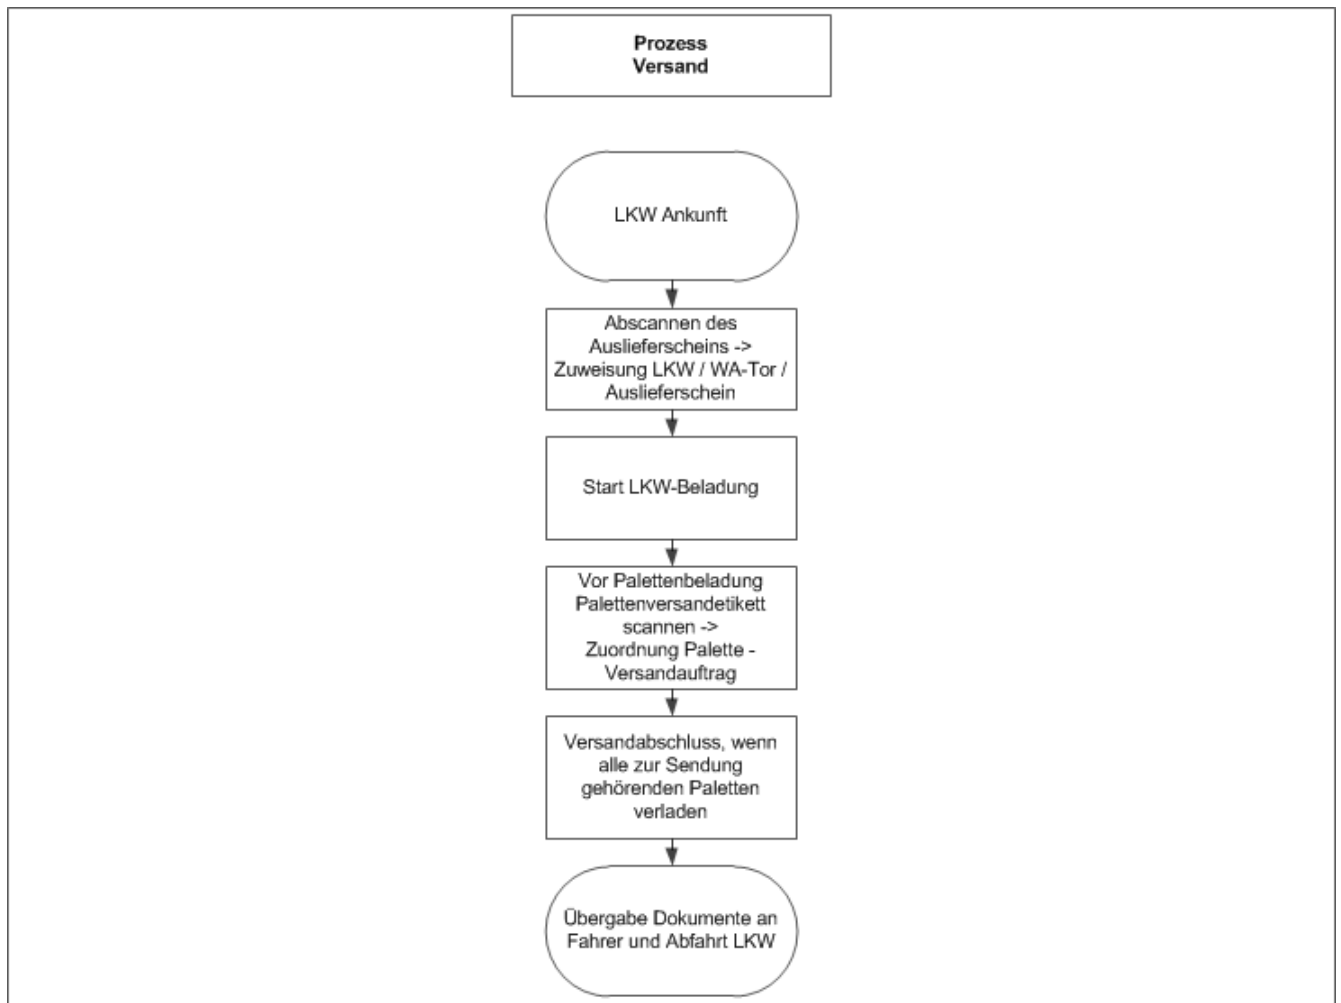 Prozess
Versand
LKW Ankunft
Abscannen des
Auslieferscheins ->
Zuweisung LKW / WA-Tor /
Auslieferschein
Start LKW-Beladung
Vor Palettenbeladung
Palettenversandetikett
scannen ->
Zuordnung Palette -
Versandauftrag
Versandabschluss, wenn
alle zur Sendung
gehörenden Paletten
verladen
Übergabe Dokumente an
Fahrer und Abfahrt LKW